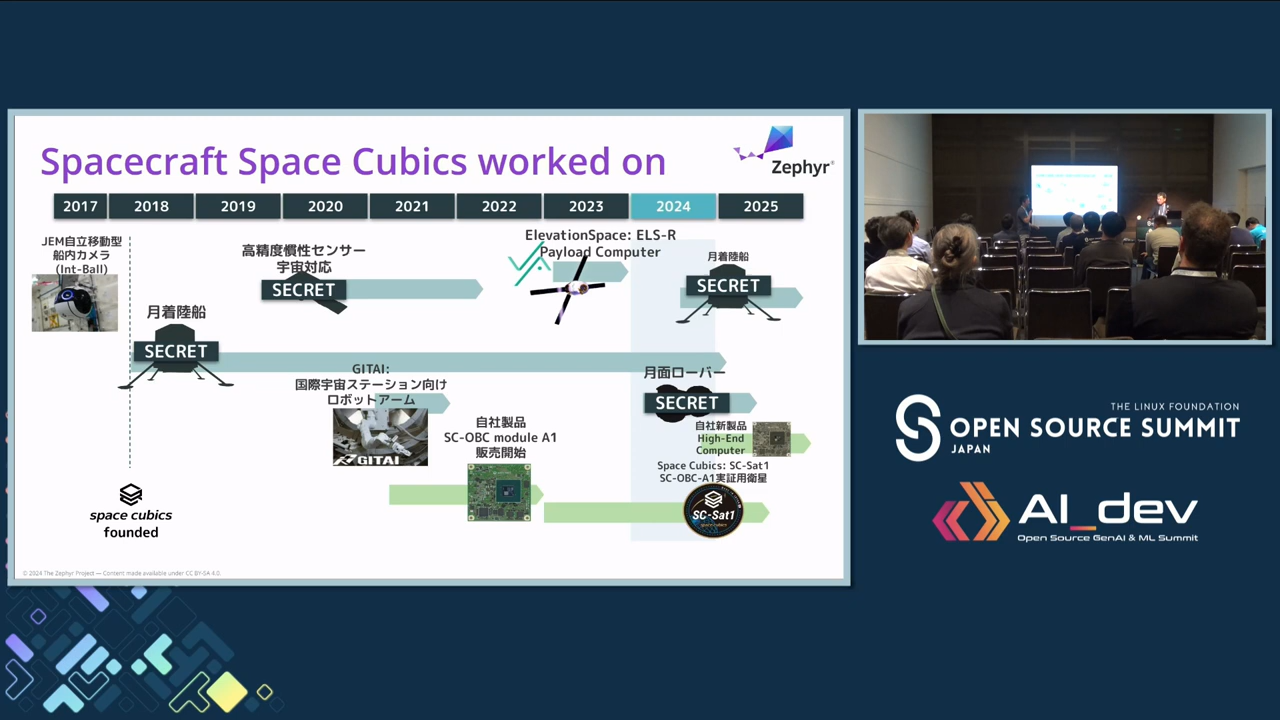 Spacecraft Space Cubics worked on
Zephyr
2017 2018 2019 2020 2021 2022 2023 2024 2025
JEM自立移動型
船内カメラ
(Int-Ball)
高精度慣性センサー
宇宙対応
SECRET
ElevationSpace: ELS-R
Payload Computer
月着陸船
SECRET
月着陸船
SECRET
GITAI:
国際宇宙ステーション向け
ロボットアーム
GITAI
月面ローバー
SECRET
自社製品
SC-OBC module A1
販売開始
自社新製品
High-End
Computer
Space Cubics: SC-Sat1
SC-OBC-A1実証用衛星
SC-Sat1
space cubics
founded
© 2024 The Zephyr Project — Content made available under CC BY-SA 4.0.
THE LINUX FOUNDATION
OPEN SOURCE SUMMIT
JAPAN
AI_dev
Open Source GenAI & ML Summit